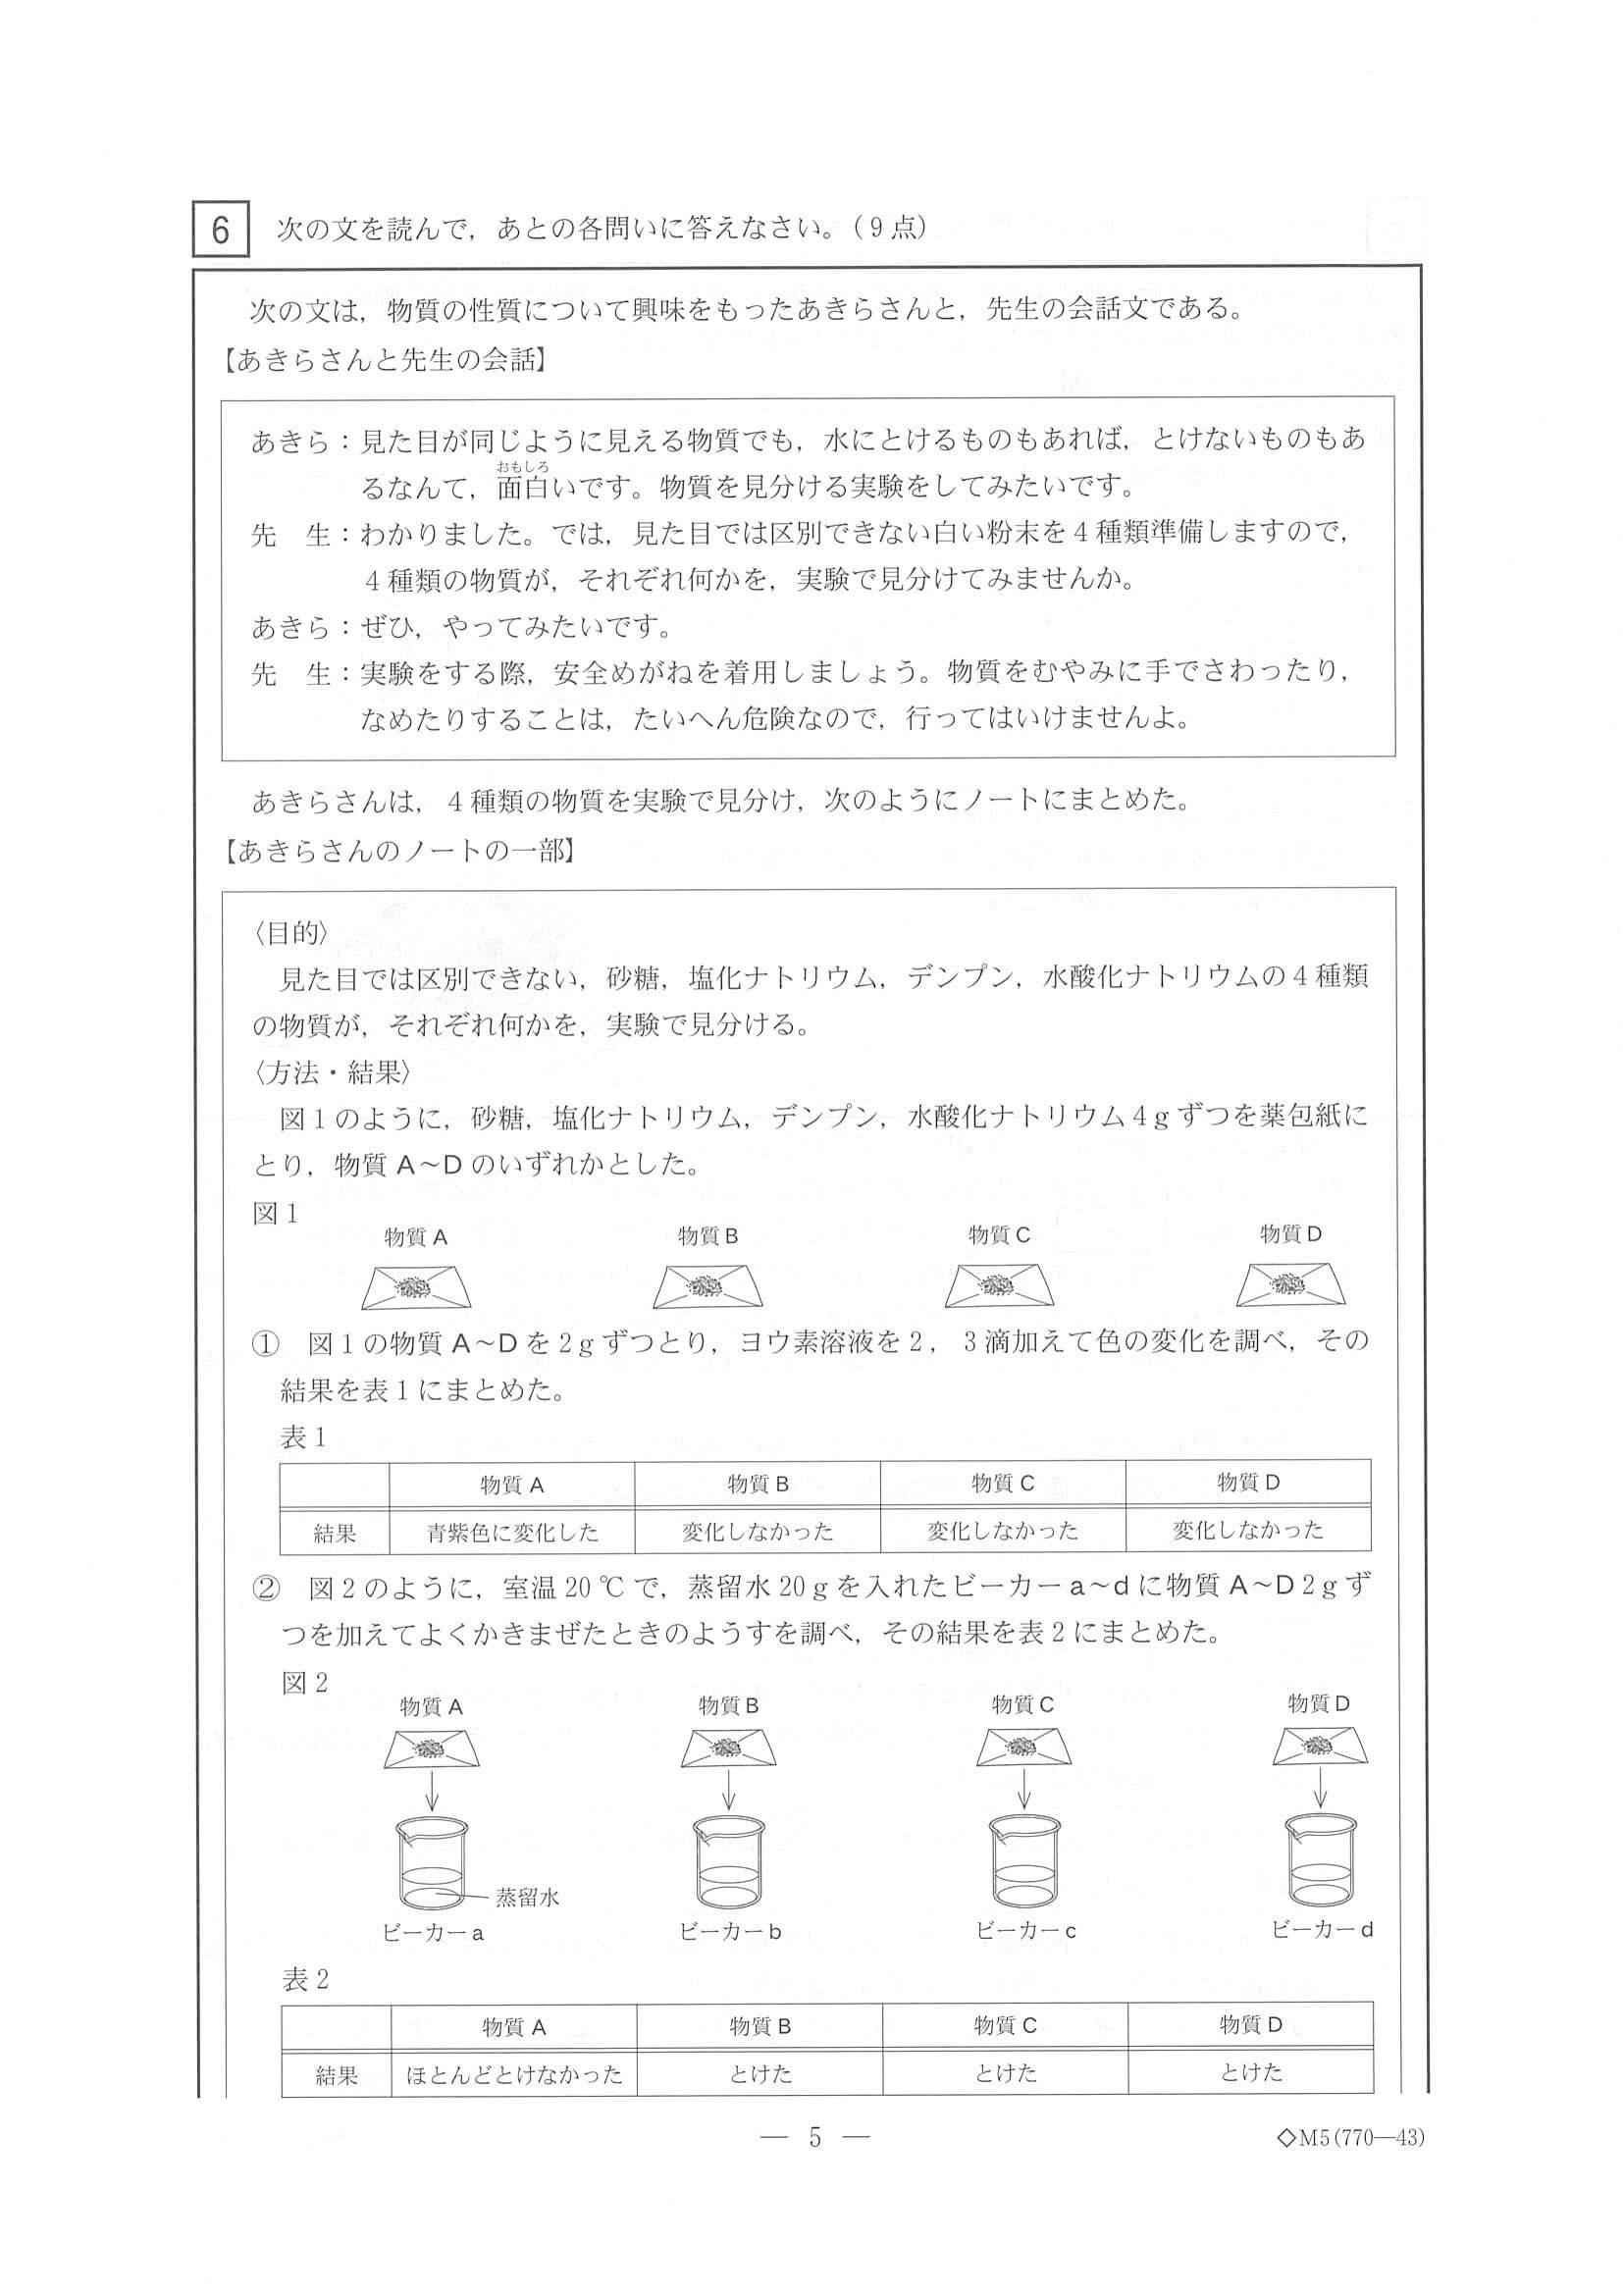 6 次の文を読んで，あとの各問いに答えなさい。（9点）
次の文は，物質の性質について興味をもったあきらさんと，先生の会話文である。
【あきらさんと先生の会話】
あきら：見た目が同じように見える物質でも，水にとけるものもあれば，とけないものもあ
おもしろ
るなんて，面白いです。物質を見分ける実験をしてみたいです。
先　生：わかりました。では，見た目では区別できない白い粉末を4種類準備しますので，
4種類の物質が，それぞれ何かを，実験で見分けてみませんか。
あきら：ぜひ，やってみたいです。
先　生：実験をする際，安全めがねを着用しましょう。物質をむやみに手でさわったり，
なめたりすることは，たいへん危険なので，行ってはいけませんよ。
あきらさんは，4種類の物質を実験で見分け，次のようにノートにまとめた。
【あきらさんのノートの一部】
〈目的〉
見た目では区別できない，砂糖，塩化ナトリウム，デンプン，水酸化ナトリウムの4種類
の物質が，それぞれ何かを，実験で見分ける。
〈方法・結果〉
図1のように，砂糖，塩化ナトリウム，デンプン，水酸化ナトリウム4gずつを薬包紙に
とり，物質A～Dのいずれかとした。
図1
物質A 物質B 物質C 物質D
① 図1の物質A～Dを2gずつとり，ヨウ素溶液を2，3滴加えて色の変化を調べ，その
結果を表1にまとめた。
表1
物質A 物質B 物質C 物質D
結果 青紫色に変化した 変化しなかった 変化しなかった 変化しなかった
② 図2のように，室温20℃で，蒸留水20gを入れたビーカーa～dに物質A～D2gず
つを加えてよくかきまぜたときのようすを調べ，その結果を表2にまとめた。
図2
物質A 物質B 物質C 物質D
蒸留水
ビーカーa ビーカーb ビーカーc ビーカーd
表2
物質A 物質B 物質C 物質D
結果 ほとんどとけなかった とけた とけた とけた
— 5 —
◇M5(770—43)